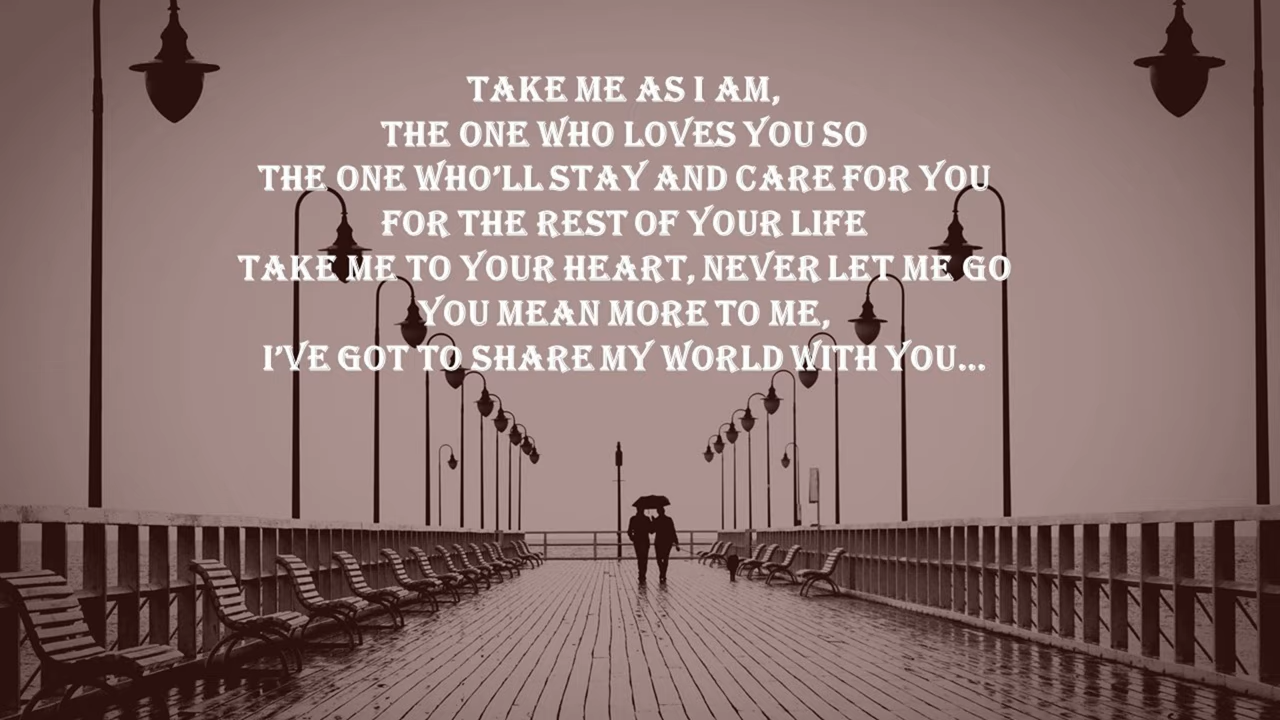 TAKE ME AS I AM,
THE ONE WHO LOVES YOU SO
THE ONE WHO'LL STAY AND CARE FOR YOU
FOR THE REST OF YOUR LIFE
TAKE ME TO YOUR HEART, NEVER LET ME GO
YOU MEAN MORE TO ME,
I'VE GOT TO SHARE MY WORLD WITH YOU...